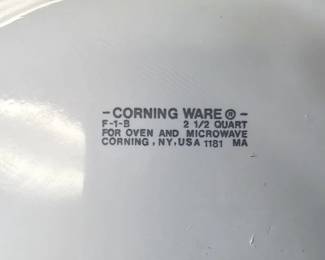 - CORNING WARE ® -
F-1-B 2 1/2 QUART
FOR OVEN AND MICROWAVE
CORNING, NY, USA 1181 MA